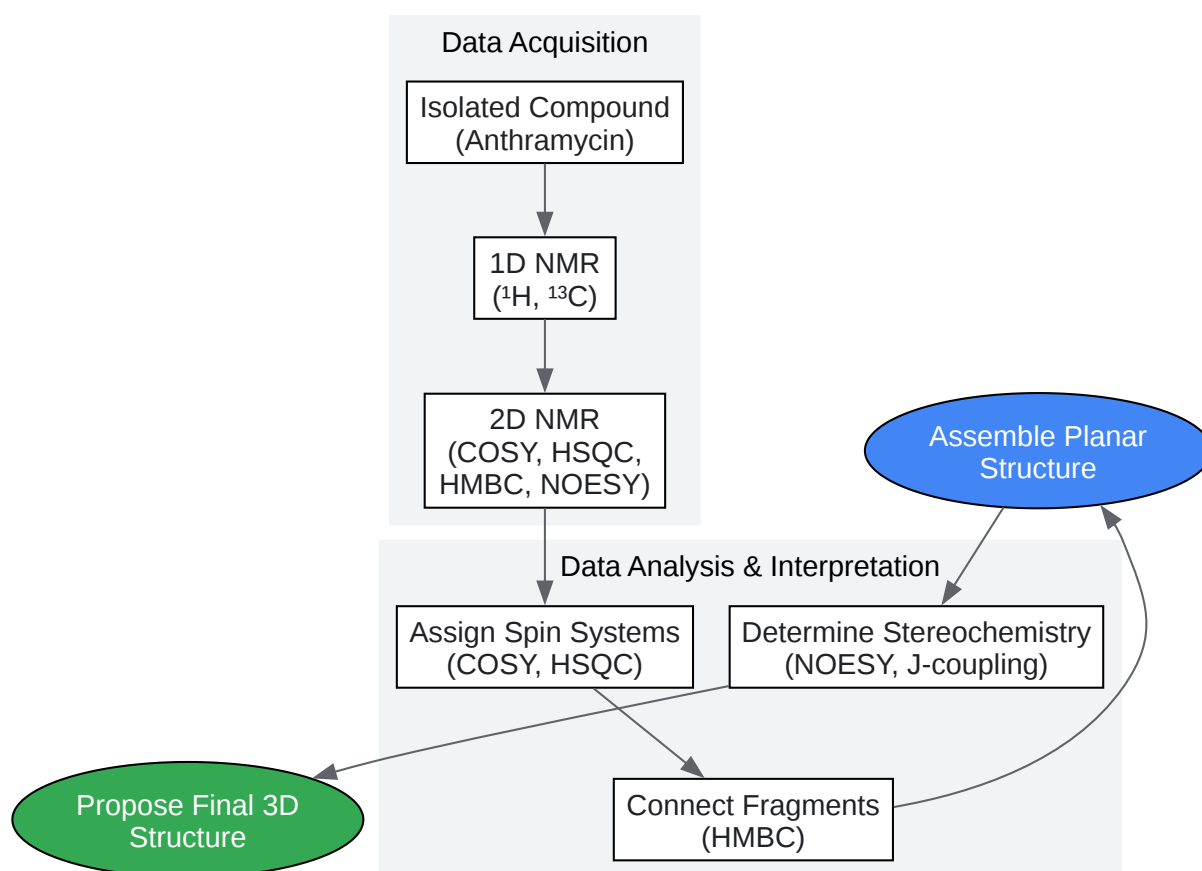 Data Acquisition
Isolated Compound
(Anthramycin)
1D NMR
(¹H, ¹³C)
2D NMR
(COSY, HSQC,
HMBC, NOESY)
Assemble Planar
Structure
Data Analysis & Interpretation
Assign Spin Systems
(COSY, HSQC)
Determine Stereochemistry
(NOESY, J-coupling)
Propose Final 3D
Structure
Connect Fragments
(HMBC)